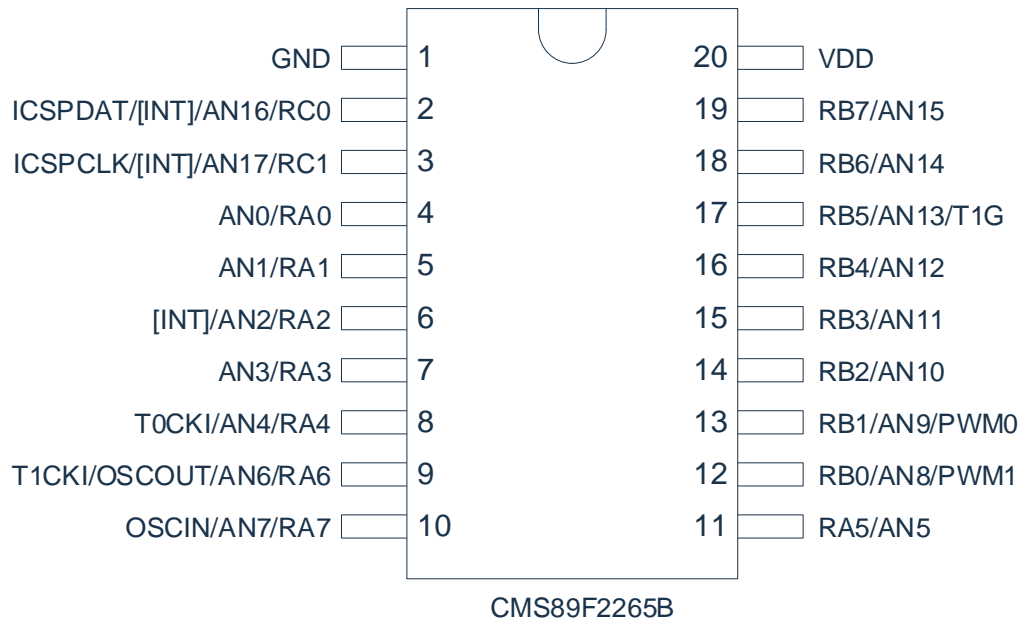 GND 1 20 VDD
ICSPDAT/[INT]/AN16/RC0 2 19 RB7/AN15
ICSPCLK/[INT]/AN17/RC1 3 18 RB6/AN14
AN0/RA0 4 17 RB5/AN13/T1G
AN1/RA1 5 16 RB4/AN12
[INT]/AN2/RA2 6 15 RB3/AN11
AN3/RA3 7 14 RB2/AN10
T0CKI/AN4/RA4 8 13 RB1/AN9/PWM0
T1CKI/OSCOUT/AN6/RA6 9 12 RB0/AN8/PWM1
OSCIN/AN7/RA7 10 11 RA5/AN5
CMS89F2265B